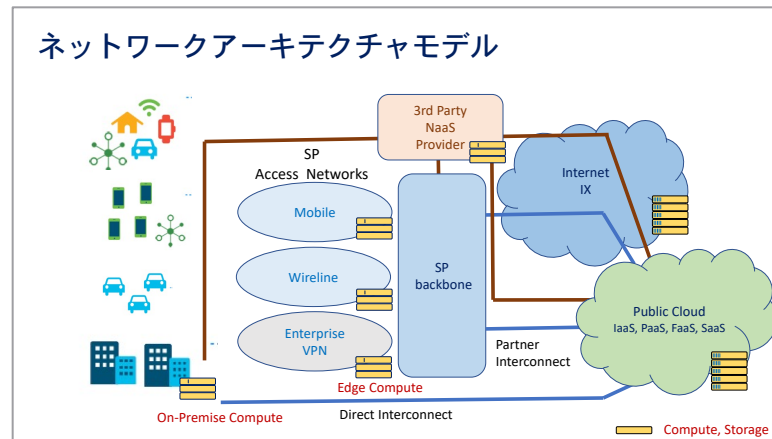 ネットワークアーキテクチャモデル
3rd Party
NaaS
Provider
SP
Access Networks
Mobile
Wireline
Enterprise
VPN
SP
backbone
Internet
IX
Public Cloud
IaaS, PaaS, FaaS, SaaS
Partner
Interconnect
Edge Compute
On-Premise Compute
Direct Interconnect
Compute, Storage